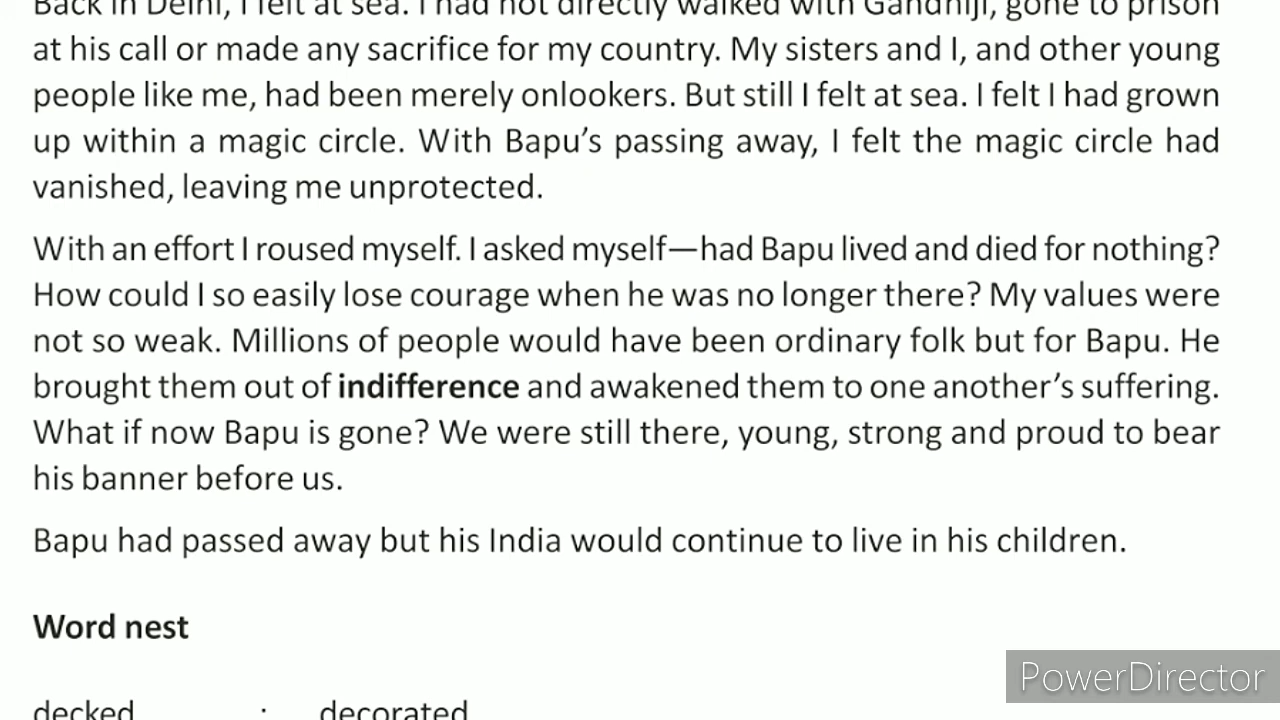 Back in Delhi, I felt at sea. I had not directly walked with Gandhiji, gone to prison
at his call or made any sacrifice for my country. My sisters and I, and other young
people like me, had been merely onlookers. But still I felt at sea. I felt I had grown
up within a magic circle. With Bapu’s passing away, I felt the magic circle had
vanished, leaving me unprotected.
With an effort I roused myself. I asked myself—had Bapu lived and died for nothing?
How could I so easily lose courage when he was no longer there? My values were
not so weak. Millions of people would have been ordinary folk but for Bapu. He
brought them out of indifference and awakened them to one another’s suffering.
What if now Bapu is gone? We were still there, young, strong and proud to bear
his banner before us.
Bapu had passed away but his India would continue to live in his children.
Word nest
decked : decorated
PowerDirector